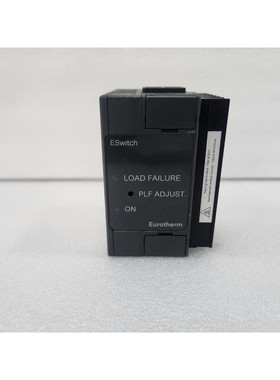 ESwitch
LOAD FAILURE
PLF ADJUST.
ON
Eurotherm